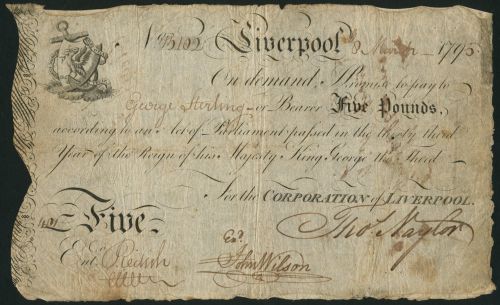 No. Liverpool 8 March 1795
On demand, I Promise to pay to
George Sterling or Bearer Five Pounds,
according to an Act of Parliament passed in the thirty third
Year of the Reign of his Majesty King George the Third
For the CORPORATION of LIVERPOOL.
Five
Thos. Naylor
Ex.d
John Wilson
Ent.d